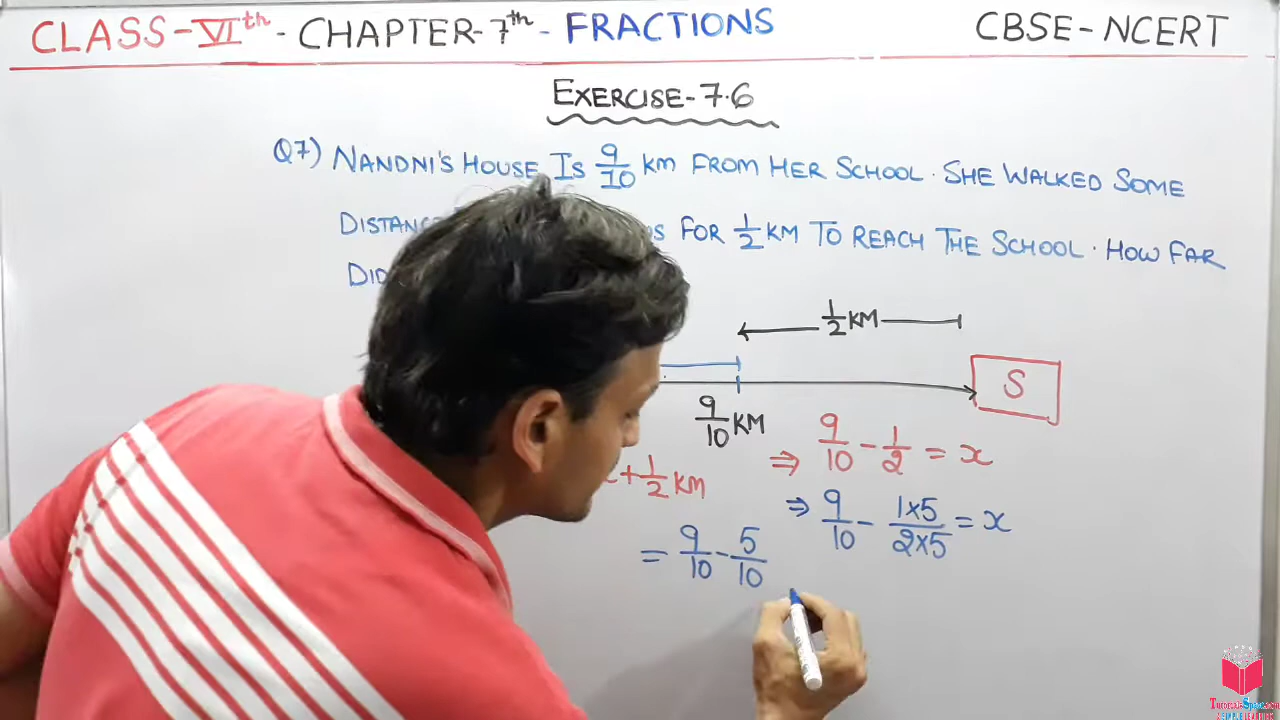 CLASS-VIth-CHAPTER-7th-FRACTIONS CBSE-NCERT
EXERCISE-7.6
Q7) NANDNI'S HOUSE IS 9/10 KM FROM HER SCHOOL. SHE WALKED SOME
FOR 1/2 KM TO REACH THE SCHOOL. HOW FAR
1/2 KM
S
9/10 KM
⇒ 9/10 - 1/2 = x
+ 1/2 KM
⇒ 9/10 - 1×5/2×5 = x
= 9/10 - 5/10